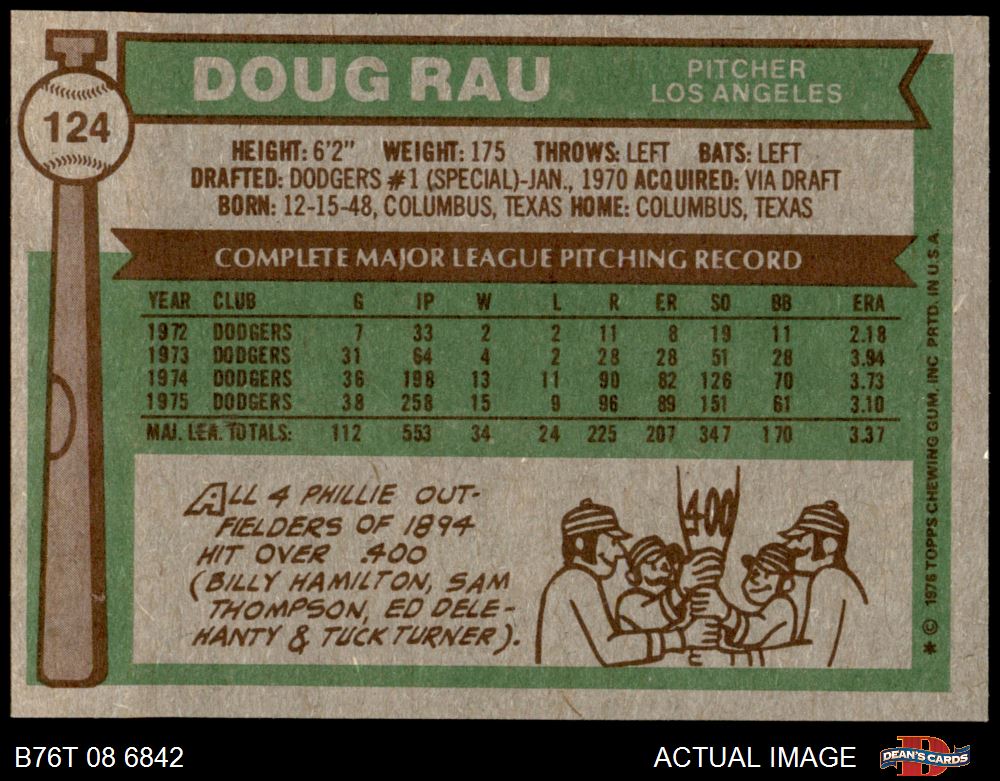 DOUG RAU
PITCHER
LOS ANGELES
124
HEIGHT: 6'2" WEIGHT: 175 THROWS: LEFT BATS: LEFT
DRAFTED: DODGERS #1 (SPECIAL)-JAN., 1970 ACQUIRED: VIA DRAFT
BORN: 12-15-48, COLUMBUS, TEXAS HOME: COLUMBUS, TEXAS
COMPLETE MAJOR LEAGUE PITCHING RECORD
YEAR CLUB G IP W L R ER SO BB ERA
1972 DODGERS 7 33 2 2 11 8 19 11 2.18
1973 DODGERS 31 64 4 2 28 28 51 28 3.94
1974 DODGERS 36 198 13 11 90 82 126 70 3.73
1975 DODGERS 38 258 15 9 96 89 151 61 3.10
MAJ. LEA. TOTALS: 112 553 34 24 225 207 347 170 3.37
ALL 4 PHILLIE OUT-
FIELDERS OF 1894
HIT OVER .400
(BILLY HAMILTON, SAM
THOMPSON, ED DELE-
HANTY & TUCK TURNER).
.400
* © 1976 TOPPS CHEWING GUM, INC PRTD. IN U.S.A.
B76T 08 6842
ACTUAL IMAGE
D
DEAN'S CARDS